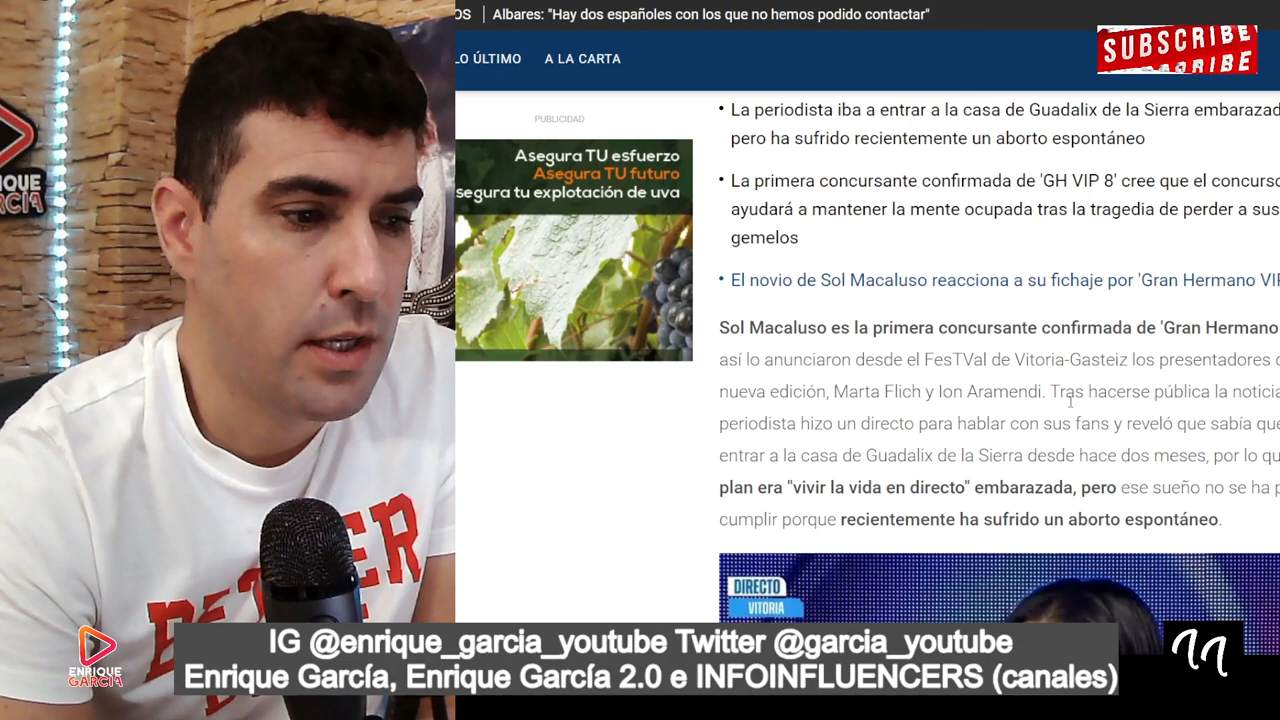 OS | Albares: "Hay dos españoles con los que no hemos podido contactar"
LO ÚLTIMO A LA CARTA
SUBSCRIBE
PUBLICIDAD
Asegura TU esfuerzo
Asegura TU futuro
segura tu explotación de uva
• La periodista iba a entrar a la casa de Guadalix de la Sierra embarazad
pero ha sufrido recientemente un aborto espontáneo
• La primera concursante confirmada de 'GH VIP 8' cree que el concurso
ayudará a mantener la mente ocupada tras la tragedia de perder a sus
gemelos
• El novio de Sol Macaluso reacciona a su fichaje por 'Gran Hermano VIP
Sol Macaluso es la primera concursante confirmada de 'Gran Hermano
así lo anunciaron desde el FesTVal de Vitoria-Gasteiz los presentadores d
nueva edición, Marta Flich y Ion Aramendi. Tras hacerse pública la noticia
periodista hizo un directo para hablar con sus fans y reveló que sabía que
entrar a la casa de Guadalix de la Sierra desde hace dos meses, por lo qu
plan era "vivir la vida en directo" embarazada, pero ese sueño no se ha p
cumplir porque recientemente ha sufrido un aborto espontáneo.
DIRECTO
VITORIA
IG @enrique_garcia_youtube Twitter @garcia_youtube
Enrique García, Enrique García 2.0 e INFOINFLUENCERS (canales)
ENRIQUE
GARCÍA